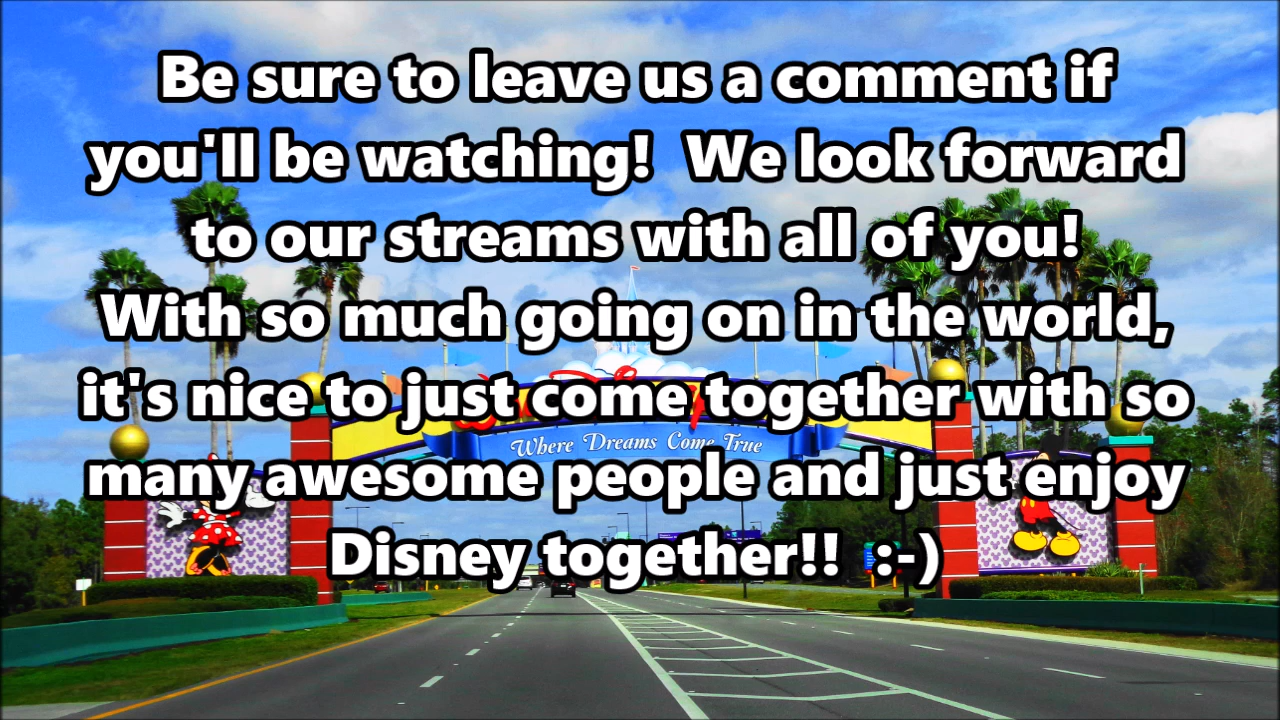 Be sure to leave us a comment if
you'll be watching!  We look forward
to our streams with all of you!
With so much going on in the world,
it's nice to just come together with so
Where Dreams Come True
many awesome people and just enjoy
Disney together!!  :-)